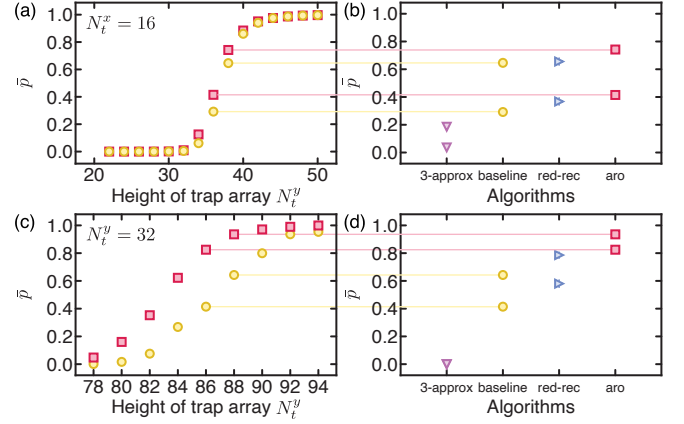 (a)
N_t^x = 16
(b)
p̄
1.0
0.8
0.6
0.4
0.2
0.0
20
30
40
50
Height of trap array N_t^y
p̄
1.0
0.8
0.6
0.4
0.2
0.0
3-approx baseline red-rec aro
Algorithms
(c)
N_t^x = 32
(d)
p̄
1.0
0.8
0.6
0.4
0.2
0.0
78 80 82 84 86 88 90 92 94
Height of trap array N_t^y
p̄
1.0
0.8
0.6
0.4
0.2
0.0
3-approx baseline red-rec aro
Algorithms